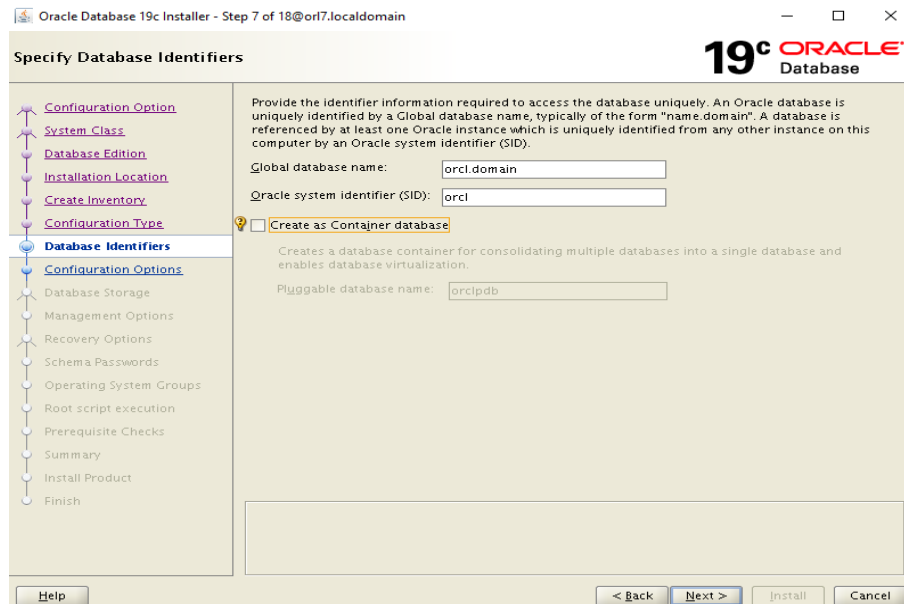 Oracle Database 19c Installer - Step 7 of 18@orl7.localdomain
Specify Database Identifiers
19c ORACLE
Database
Configuration Option
System Class
Database Edition
Installation Location
Create Inventory
Configuration Type
Database Identifiers
Configuration Options
Database Storage
Management Options
Recovery Options
Schema Passwords
Operating System Groups
Root script execution
Prerequisite Checks
Summary
Install Product
Finish
Provide the identifier information required to access the database uniquely. An Oracle database is
uniquely identified by a Global database name, typically of the form "name.domain". A database is
referenced by at least one Oracle instance which is uniquely identified from any other instance on this
computer by an Oracle system identifier (SID).
Global database name: orcl.domain
Oracle system identifier (SID): orcl
Create as Container database
Creates a database container for consolidating multiple databases into a single database and
enables database virtualization.
Pluggable database name: orclpdb
Help < Back Next > Install Cancel